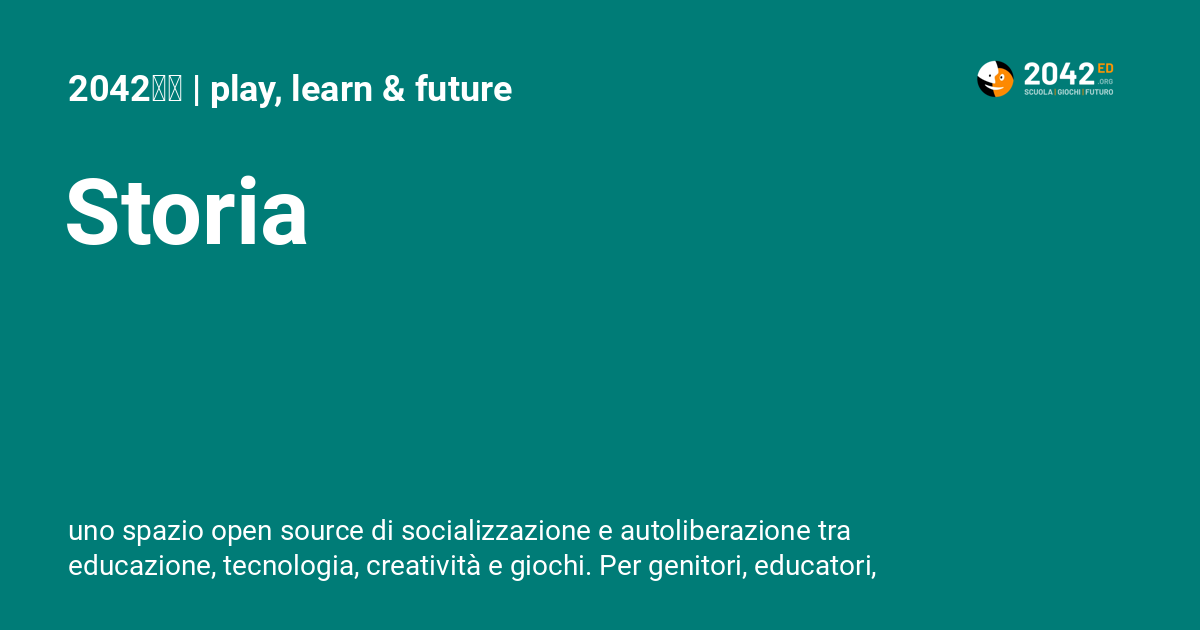 2042 | play, learn & future
2042 ED
.ORG
SCUOLA | GIOCHI | FUTURO
Storia
uno spazio open source di socializzazione e autoliberazione tra
educazione, tecnologia, creatività e giochi. Per genitori, educatori,